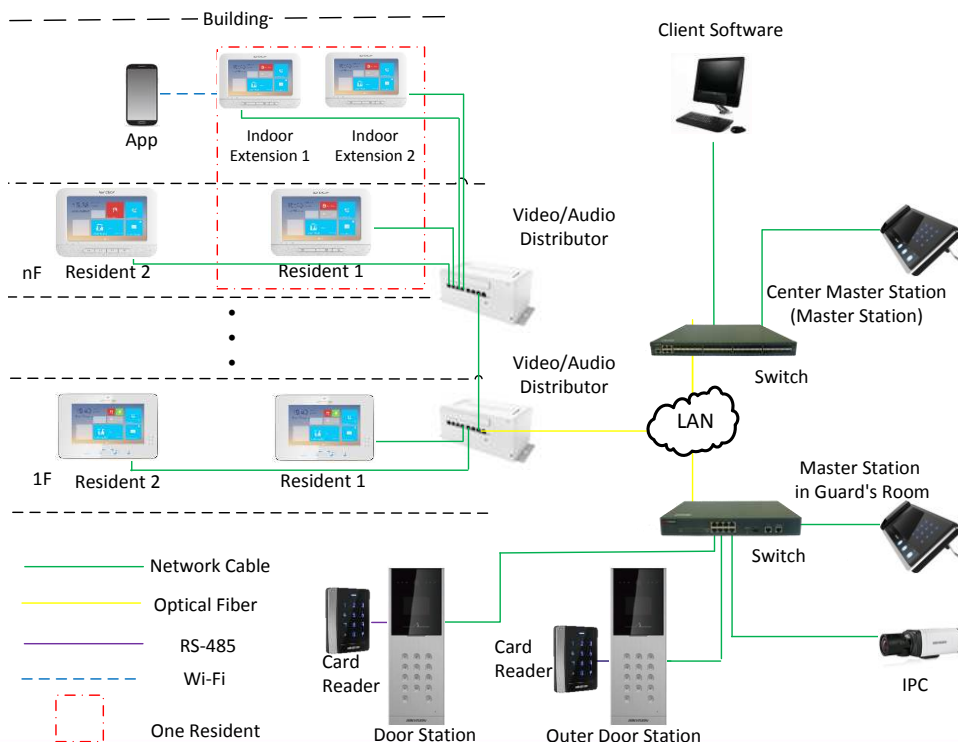 Building
Client Software
App
Indoor
Extension 1
Indoor
Extension 2
Video/Audio
Distributor
nF
Resident 2
Resident 1
Center Master Station
(Master Station)
Switch
Video/Audio
Distributor
LAN
1F
Resident 2
Resident 1
Master Station
in Guard's Room
Switch
Network Cable
Optical Fiber
RS-485
Wi-Fi
One Resident
Card
Reader
Door Station
Card
Reader
Outer Door Station
IPC